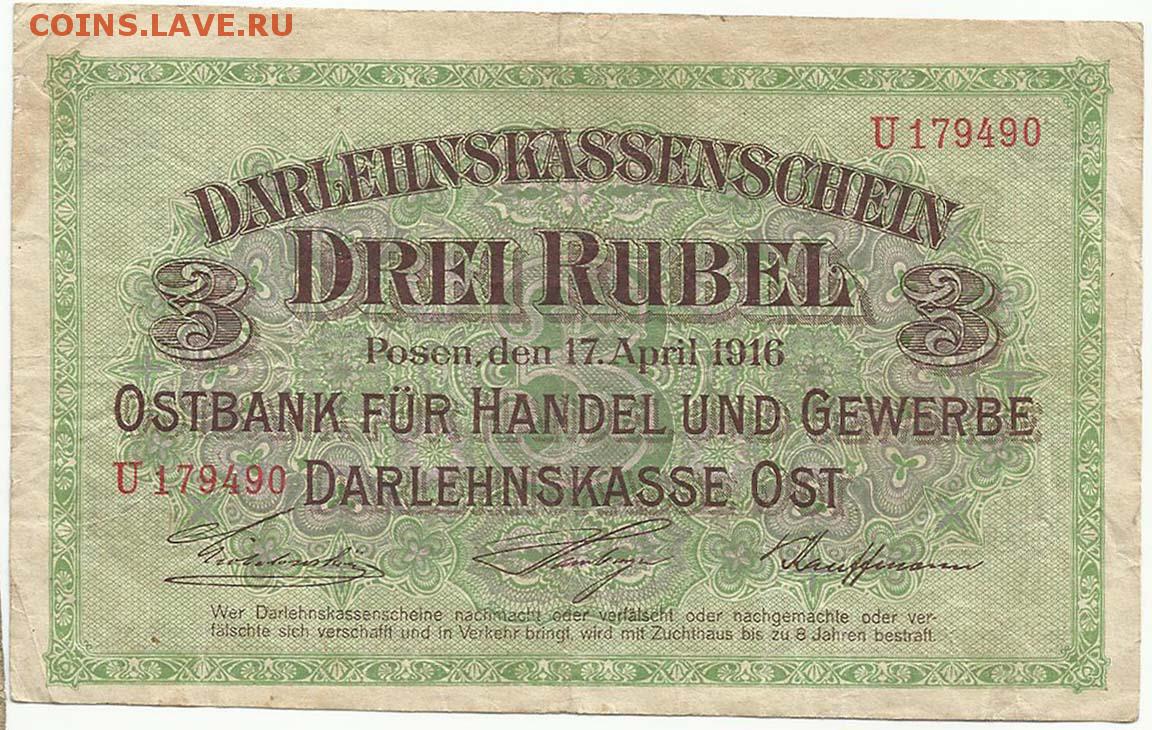 COINS.LAVE.RU
U 179490
DARLEHNSKASSENSCHEIN
3 DREI RUBEL 3
Posen, den 17. April 1916
OSTBANK FÜR HANDEL UND GEWERBE
U 179490 DARLEHNSKASSE OST
Hamburger Kauffmann
Wer Darlehnskassenscheine nachmacht oder verfälscht oder nachgemachte oder ver-
fälschte sich verschafft und in Verkehr bringt, wird mit Zuchthaus bis zu 8 Jahren bestraft.